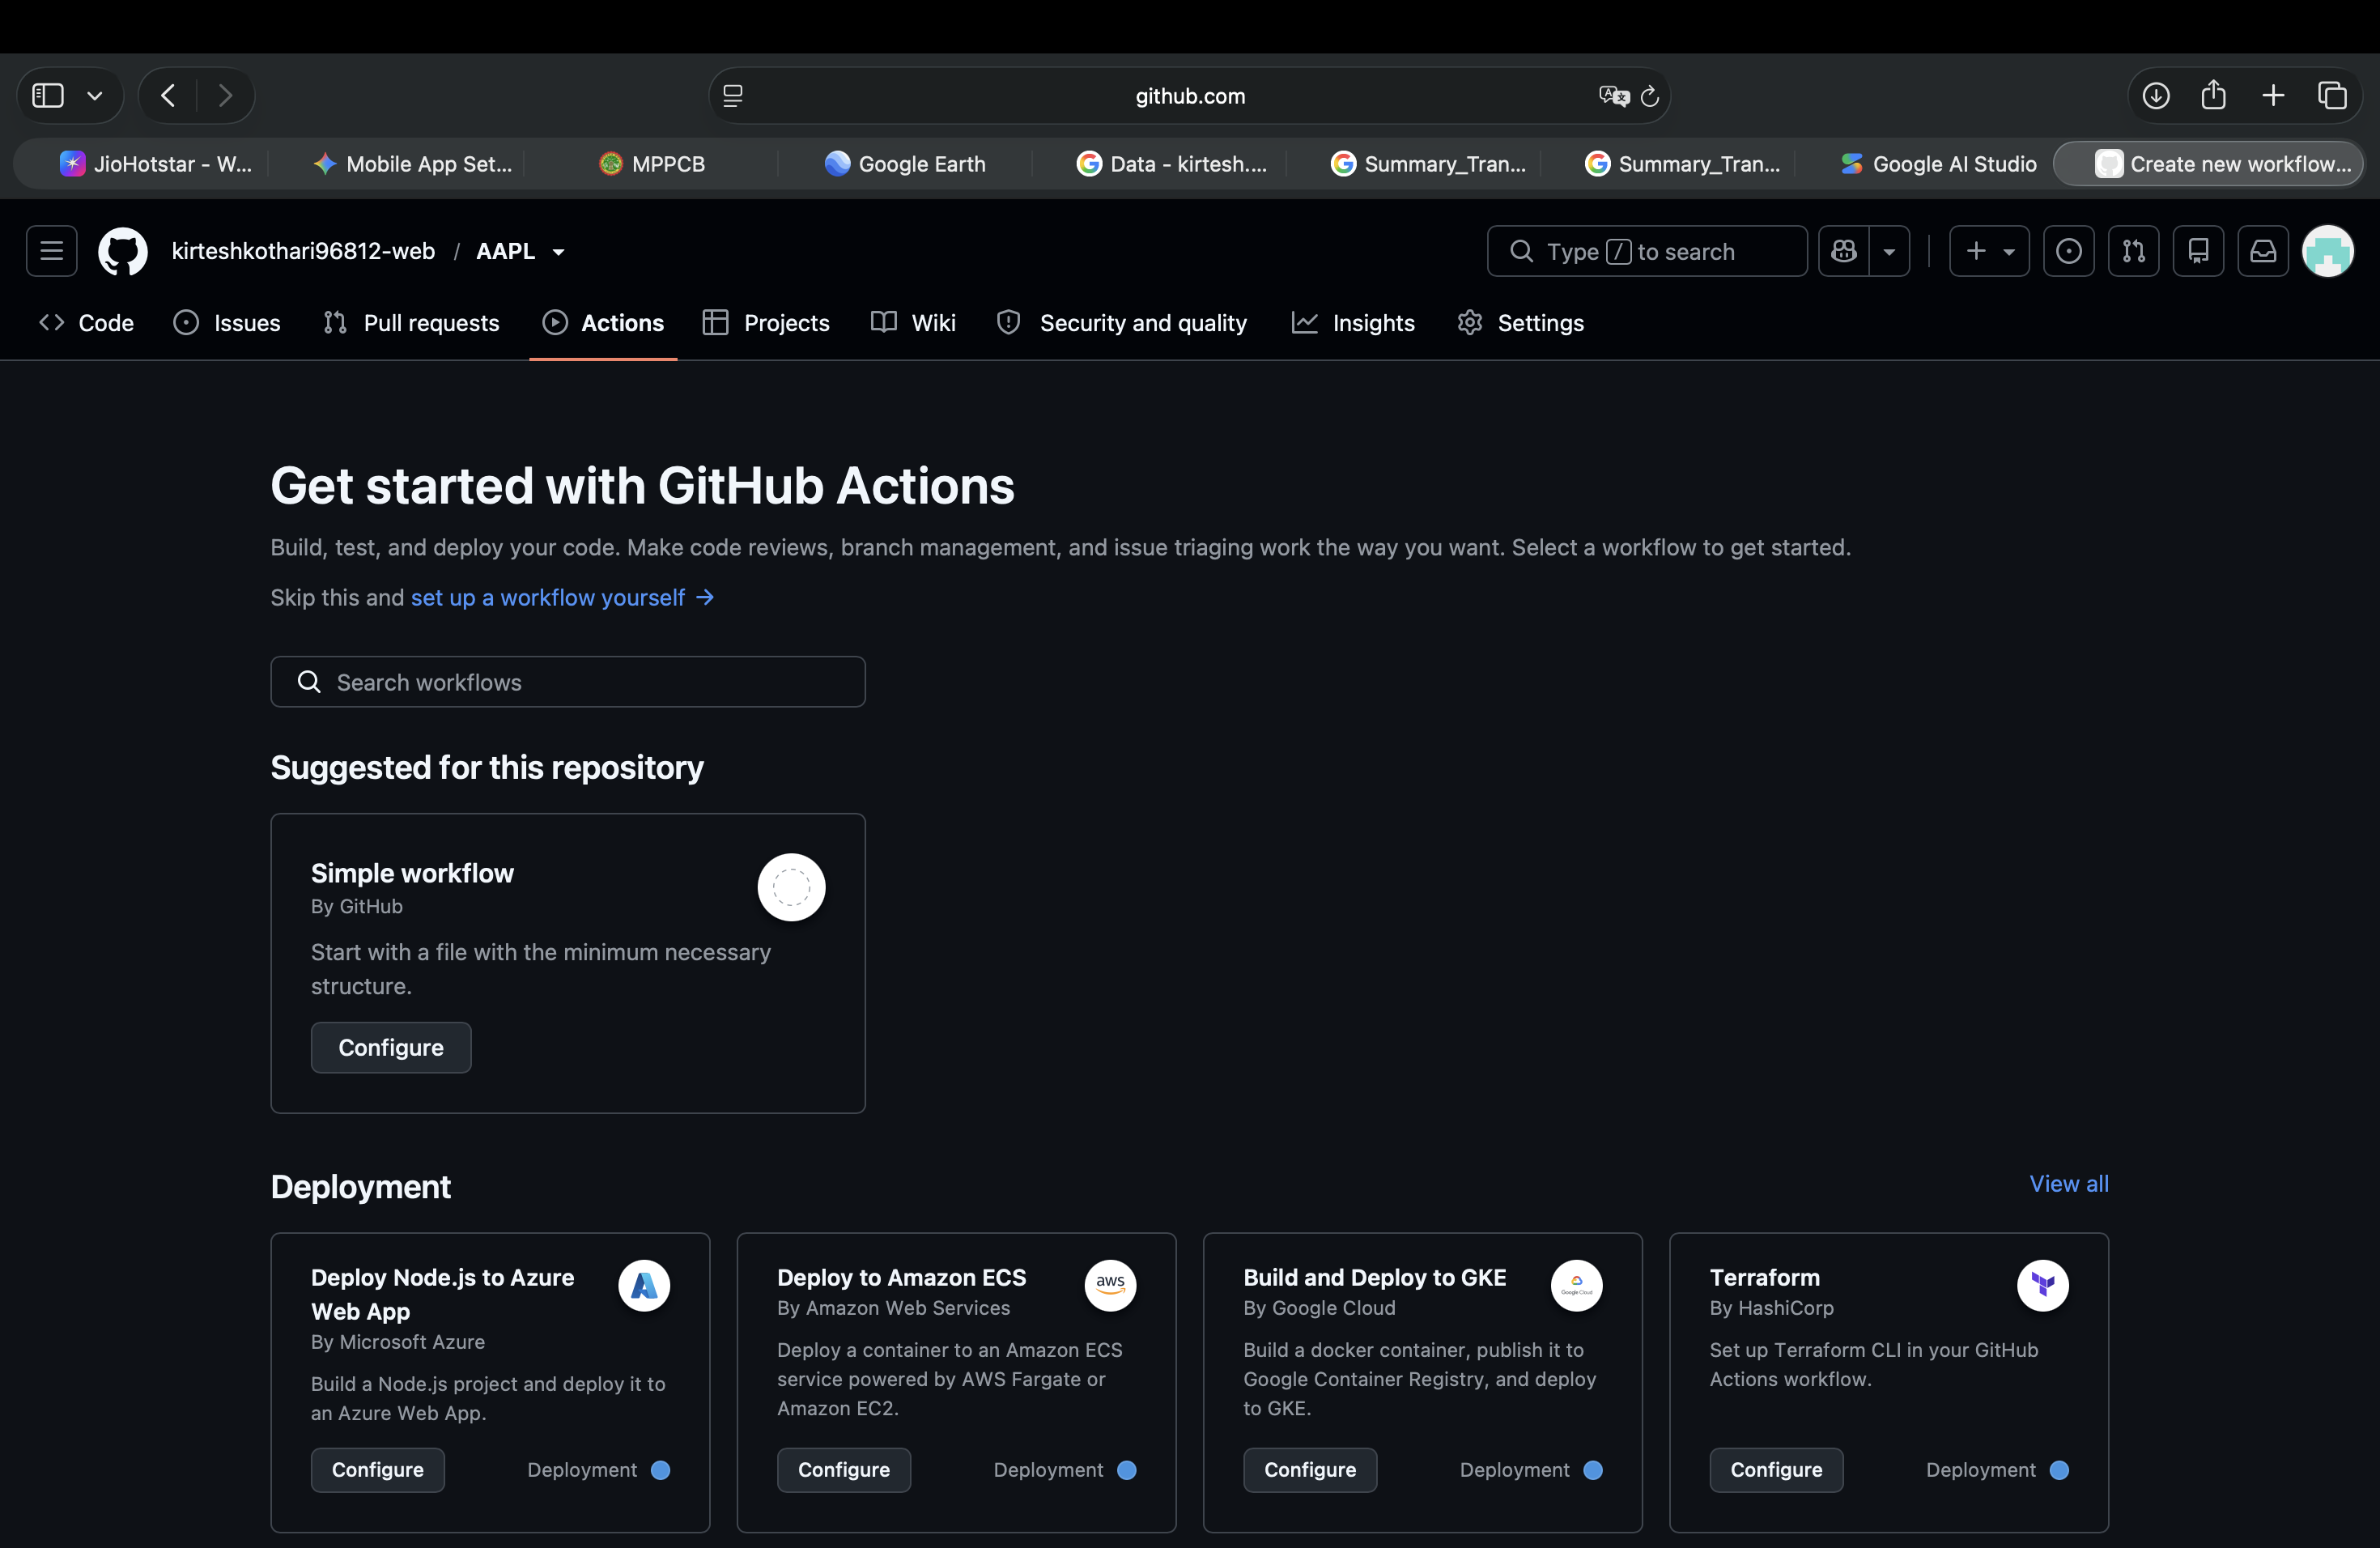 github.com
JioHotstar - W...
Mobile App Set...
MPPCB
Google Earth
Data - kirtesh....
Summary_Tran...
Summary_Tran...
Google AI Studio
Create new workflow...
kirteshkothari96812-web / AAPL
Type / to search
Code
Issues
Pull requests
Actions
Projects
Wiki
Security and quality
Insights
Settings
Get started with GitHub Actions
Build, test, and deploy your code. Make code reviews, branch management, and issue triaging work the way you want. Select a workflow to get started.
Skip this and set up a workflow yourself →
Search workflows
Suggested for this repository
Simple workflow
By GitHub
Start with a file with the minimum necessary
structure.
Configure
Deployment
View all
Deploy Node.js to Azure
Web App
By Microsoft Azure
Build a Node.js project and deploy it to
an Azure Web App.
Configure
Deployment
Deploy to Amazon ECS
aws
By Amazon Web Services
Deploy a container to an Amazon ECS
service powered by AWS Fargate or
Amazon EC2.
Configure
Deployment
Build and Deploy to GKE
Google Cloud
By Google Cloud
Build a docker container, publish it to
Google Container Registry, and deploy
to GKE.
Configure
Deployment
Terraform
By HashiCorp
Set up Terraform CLI in your GitHub
Actions workflow.
Configure
Deployment